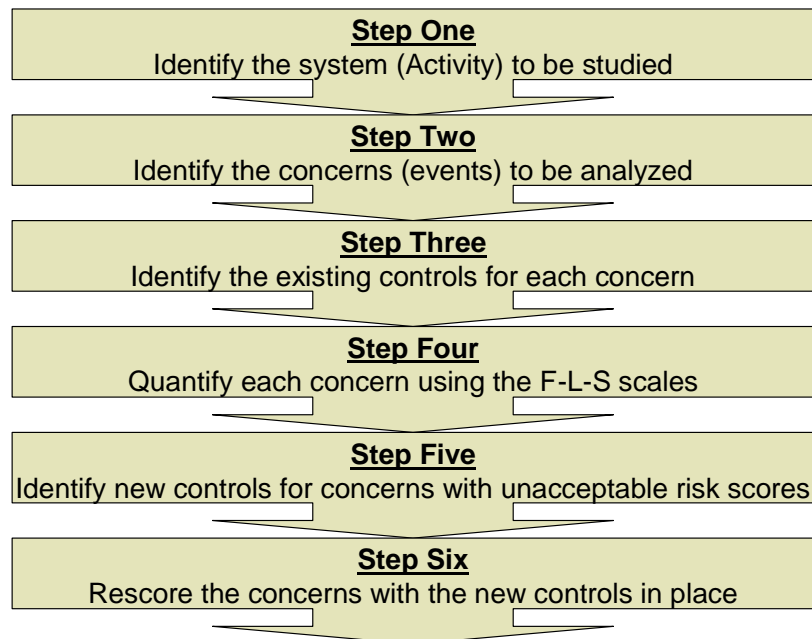 Step One
Identify the system (Activity) to be studied
Step Two
Identify the concerns (events) to be analyzed
Step Three
Identify the existing controls for each concern
Step Four
Quantify each concern using the F-L-S scales
Step Five
Identify new controls for concerns with unacceptable risk scores
Step Six
Rescore the concerns with the new controls in place